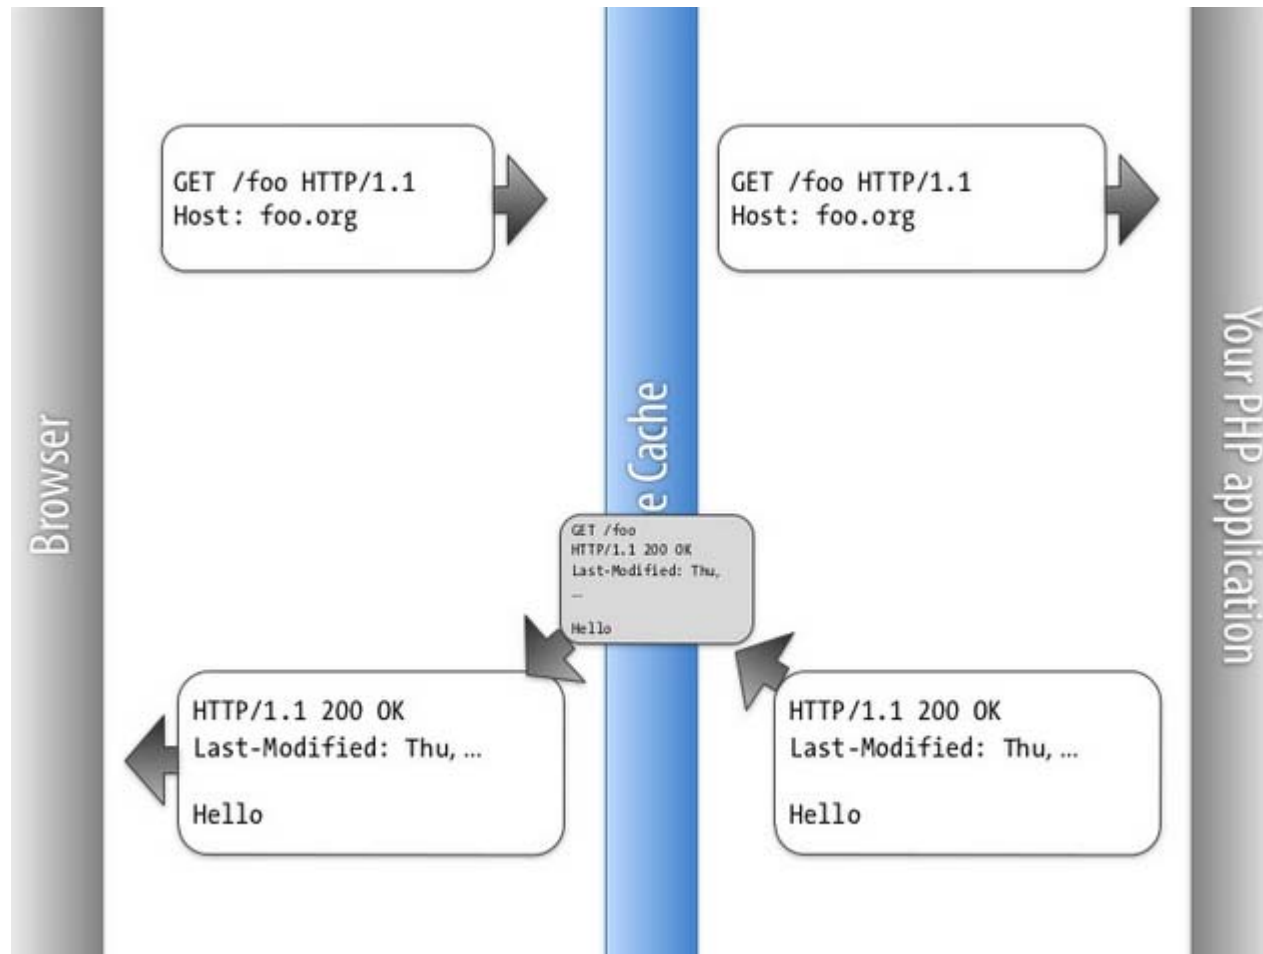 GET /foo HTTP/1.1
Host: foo.org
GET /foo HTTP/1.1
Host: foo.org
Browser
e Cache
Your PHP application
GET /foo
HTTP/1.1 200 OK
Last-Modified: Thu,
...
Hello
HTTP/1.1 200 OK
Last-Modified: Thu, ...
Hello
HTTP/1.1 200 OK
Last-Modified: Thu, ...
Hello